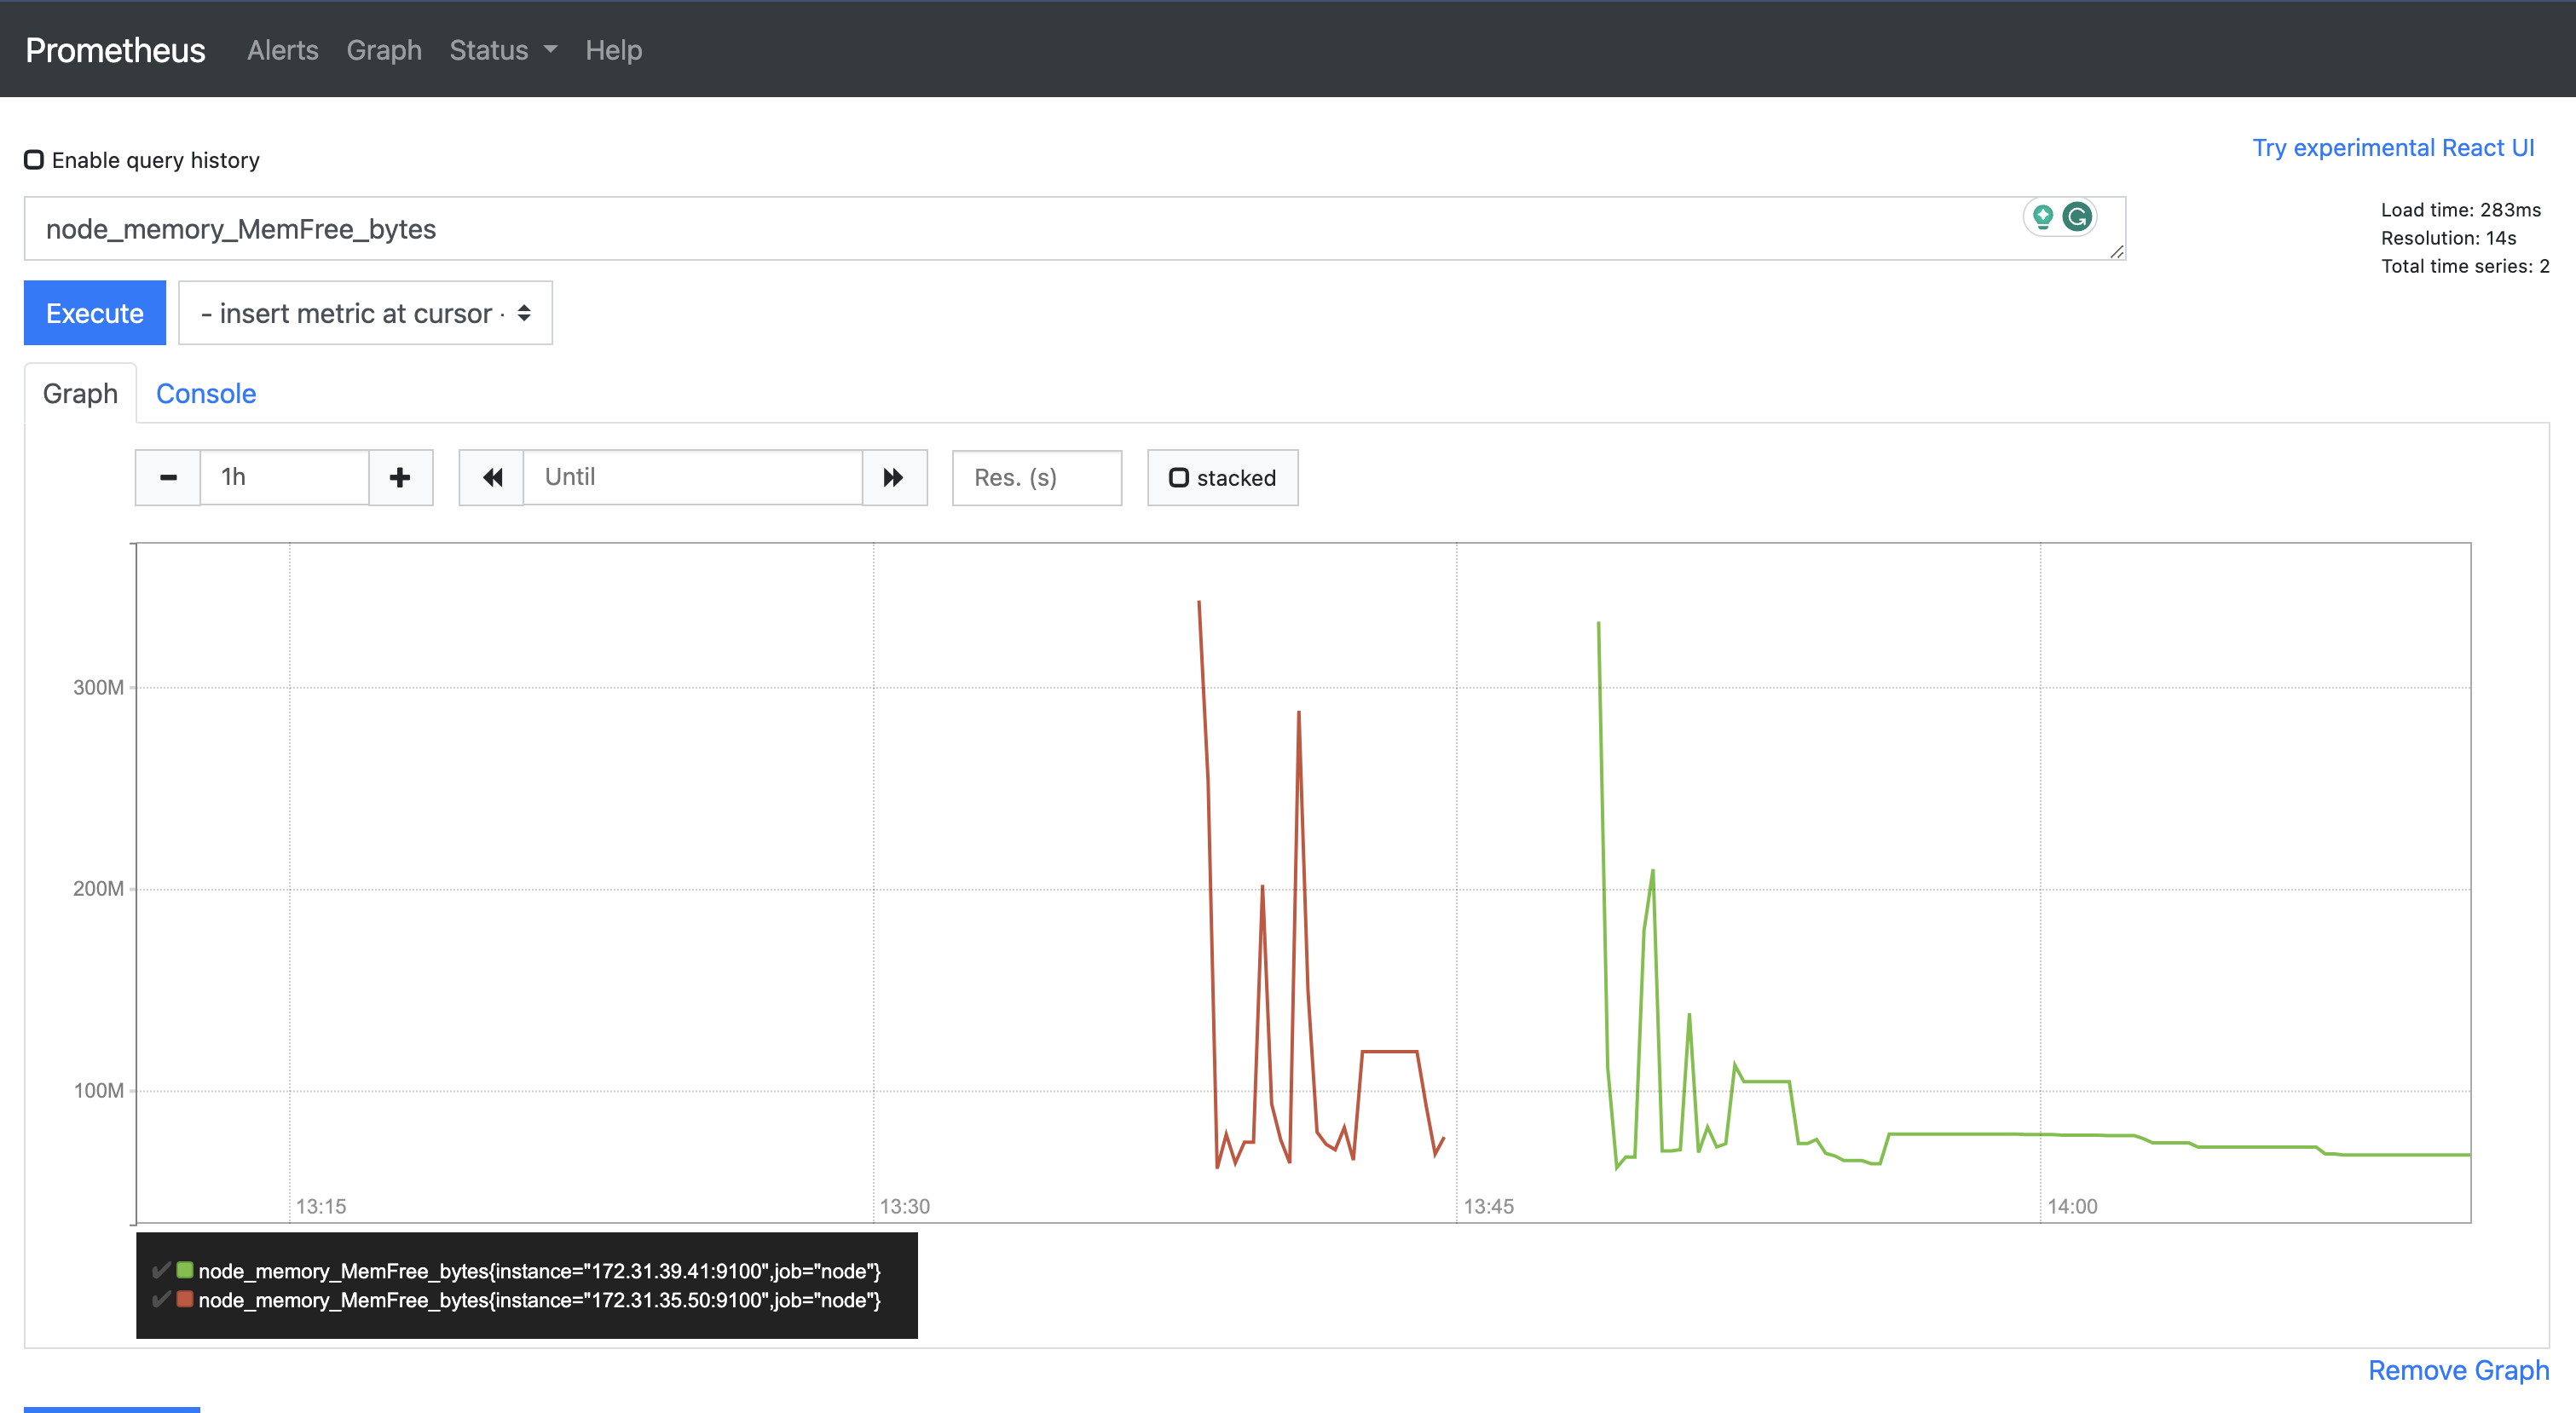 Prometheus Alerts Graph Status Help
Enable query history
Try experimental React UI
node_memory_MemFree_bytes
Load time: 283ms
Resolution: 14s
Total time series: 2
Execute
- insert metric at cursor ·
Graph Console
1h Until Res. (s) stacked
300M
200M
100M
13:15 13:30 13:45 14:00
node_memory_MemFree_bytes{instance="172.31.39.41:9100",job="node"}
node_memory_MemFree_bytes{instance="172.31.35.50:9100",job="node"}
Remove Graph